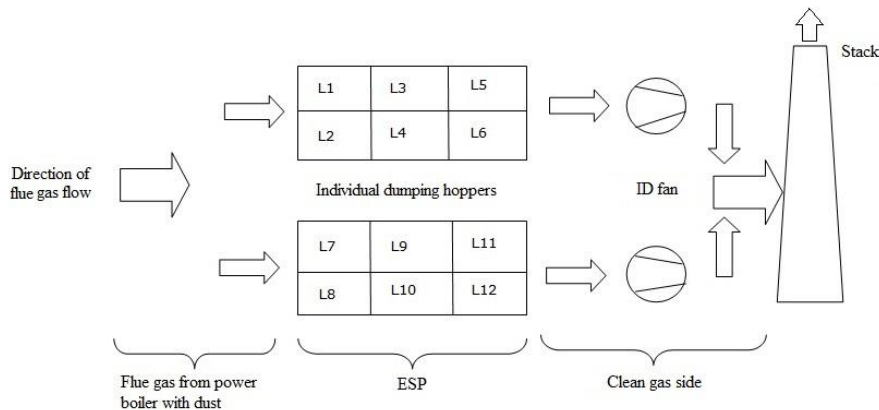 Stack
L1 L3 L5
L2 L4 L6
Direction of
flue gas flow
Individual dumping hoppers
ID fan
L7 L9 L11
L8 L10 L12
Flue gas from power
boiler with dust
ESP
Clean gas side